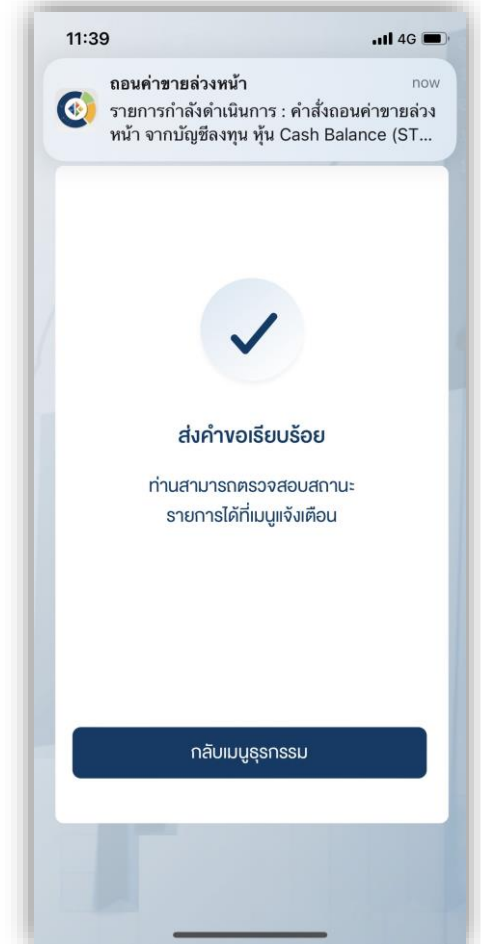 11:39
4G
ถอนค่าขายล่วงหน้า
now
รายการกำลังดำเนินการ : คำสั่งถอนค่าขายล่วง
หน้า จากบัญชีลงทุน หุ้น Cash Balance (ST...
ส่งคำขอเรียบร้อย
ท่านสามารถตรวจสอบสถานะ
รายการได้ที่เมนูแจ้งเตือน
กลับเมนูธุรกรรม